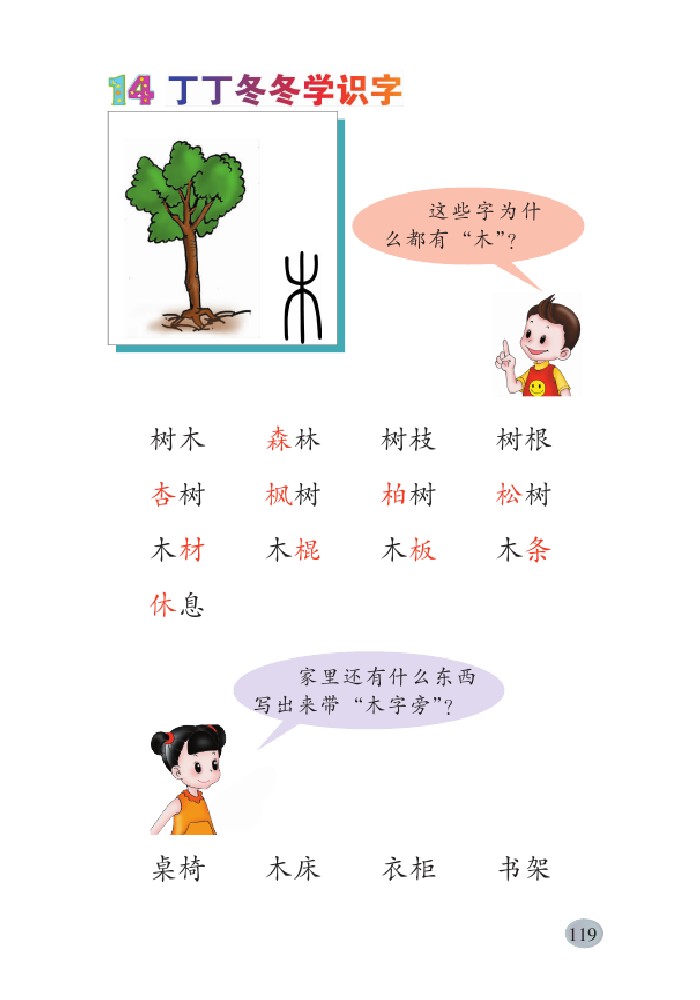 14 丁丁冬冬学识字
这些字为什
么都有“木”？
树木 森林 树枝 树根
杏树 枫树 柏树 松树
木材 木棍 木板 木条
休息
家里还有什么东西
写出来带“木字旁”？
桌椅 木床 衣柜 书架
119